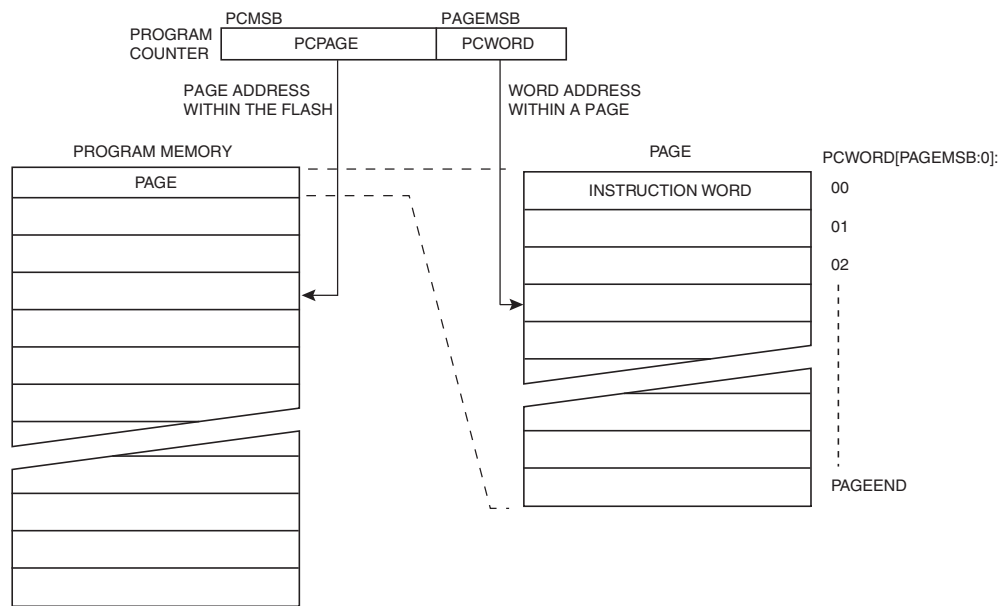 PCMSB PAGEMSB
PROGRAM
COUNTER
PCPAGE PCWORD
PAGE ADDRESS
WITHIN THE FLASH
WORD ADDRESS
WITHIN A PAGE
PROGRAM MEMORY
PAGE
PAGE
PCWORD[PAGEMSB:0]:
INSTRUCTION WORD
00
01
02
PAGEEND